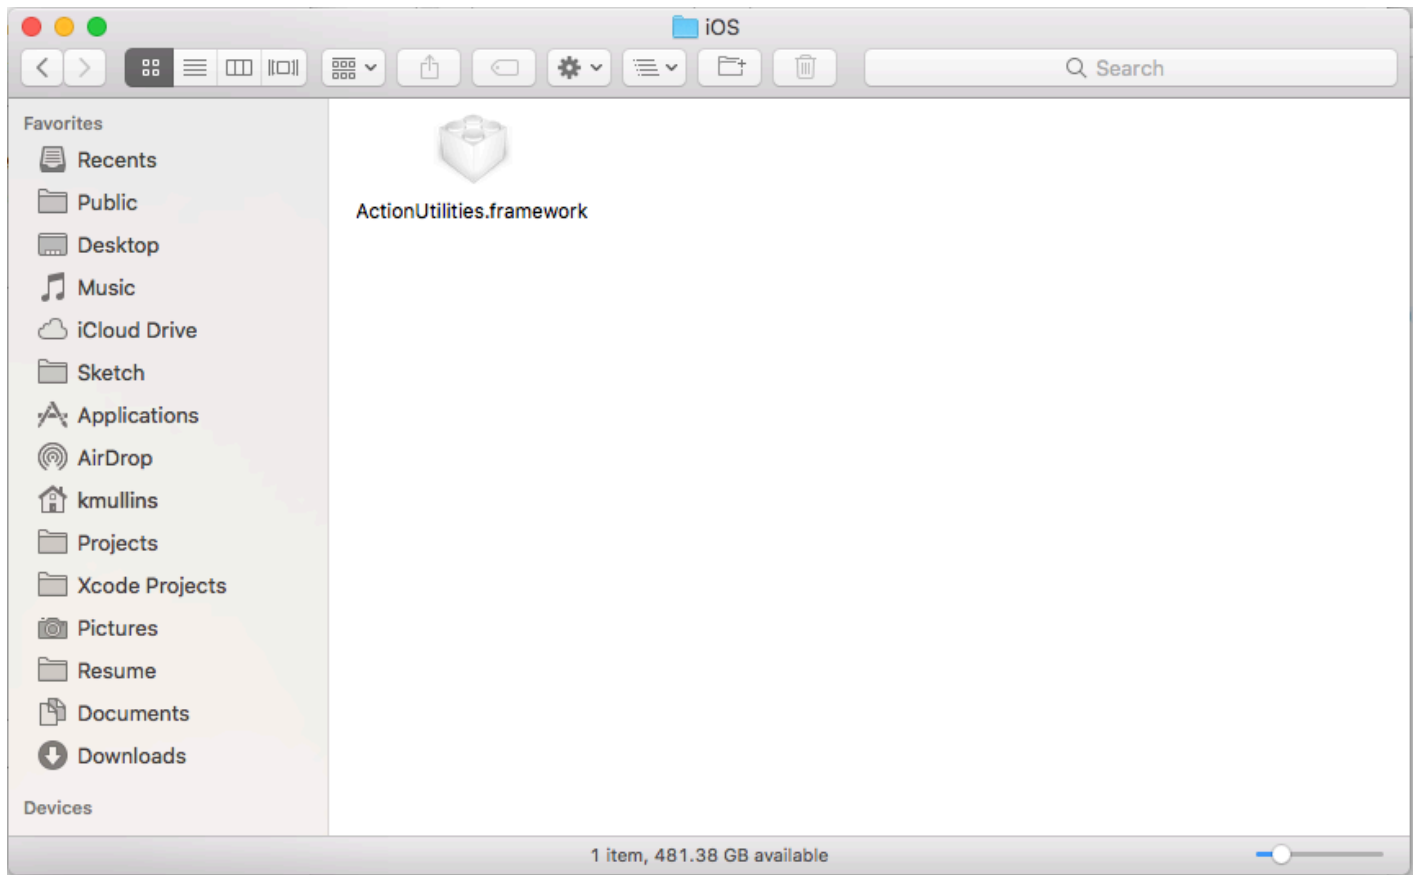 iOS
Search
Favorites
Recents
Public
Desktop
Music
iCloud Drive
Sketch
Applications
AirDrop
kmullins
Projects
Xcode Projects
Pictures
Resume
Documents
Downloads
Devices
ActionUtilities.framework
1 item, 481.38 GB available